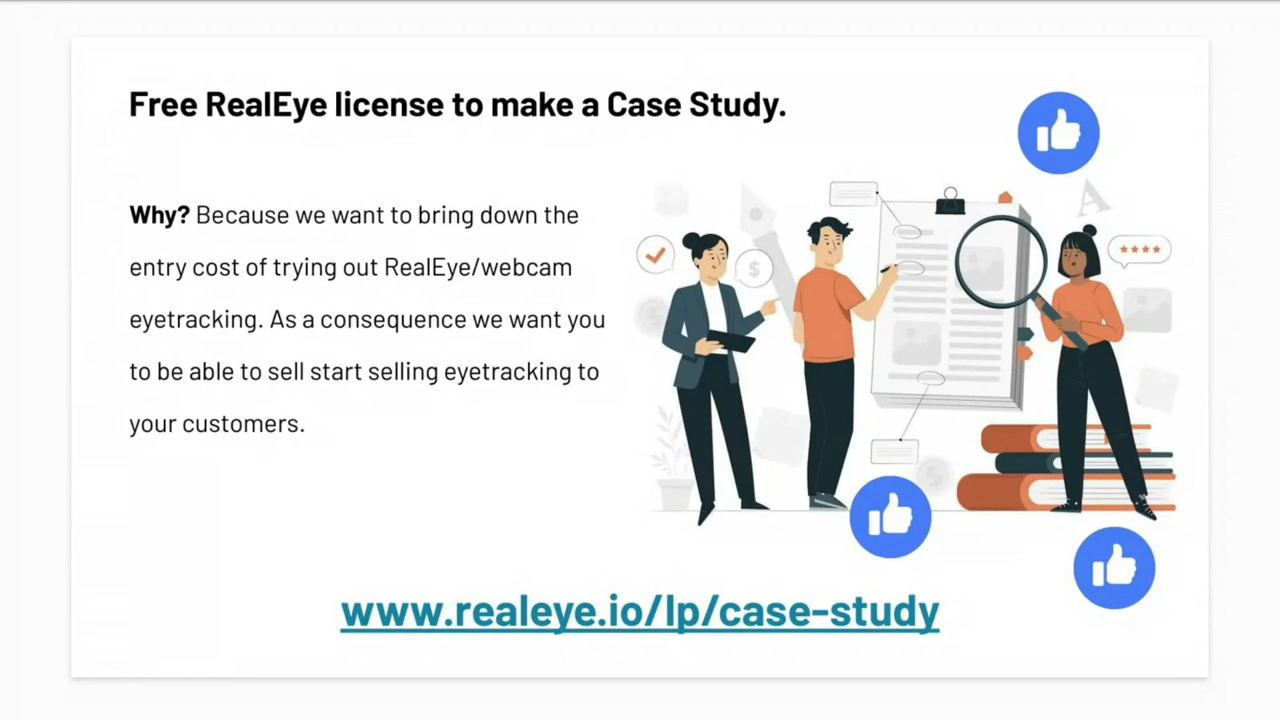 Free RealEye license to make a Case Study.
Why? Because we want to bring down the
entry cost of trying out RealEye/webcam
eyetracking. As a consequence we want you
to be able to sell start selling eyetracking to
your customers.
$
A
www.realeye.io/lp/case-study